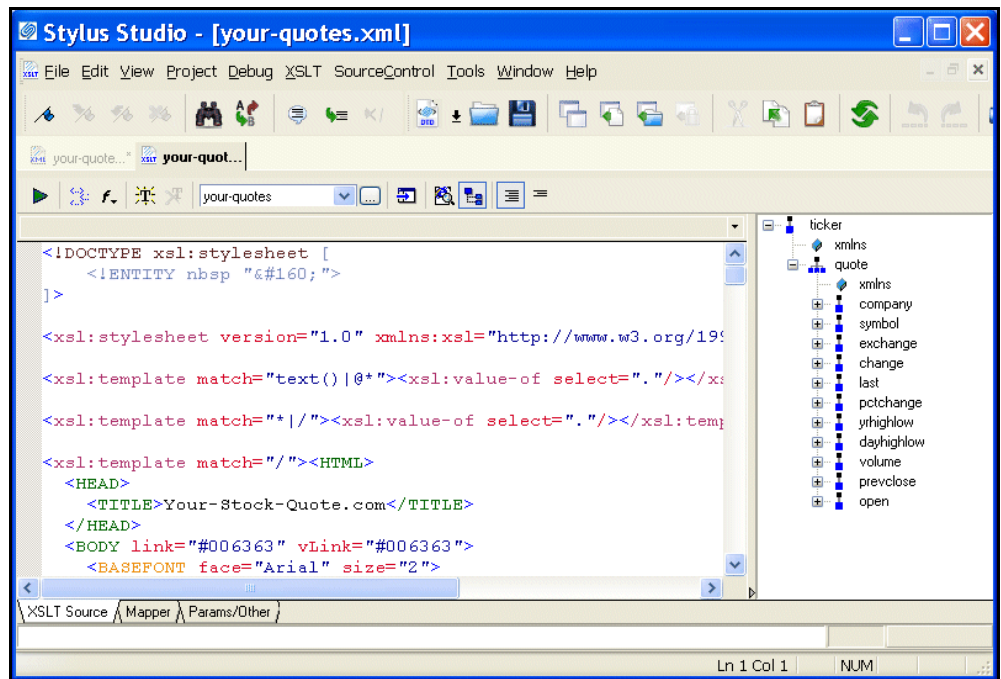 Stylus Studio - [your-quotes.xml]
File Edit View Project Debug XSLT SourceControl Tools Window Help
your-quote...* your-quot...
your-quotes
<!DOCTYPE xsl:stylesheet [
<!ENTITY nbsp "&#160;">
]>
<xsl:stylesheet version="1.0" xmlns:xsl="http://www.w3.org/199
<xsl:template match="text()|@*"><xsl:value-of select="."/></xs
<xsl:template match="*|/"><xsl:value-of select="."/></xsl:temp
<xsl:template match="/"><HTML>
<HEAD>
<TITLE>Your-Stock-Quote.com</TITLE>
</HEAD>
<BODY link="#006363" vLink="#006363">
<BASEFONT face="Arial" size="2">
ticker
xmlns
quote
xmlns
company
symbol
exchange
change
last
pctchange
yrhighlow
dayhighlow
volume
prevclose
open
XSLT Source Mapper Params/Other
Ln 1 Col 1 NUM